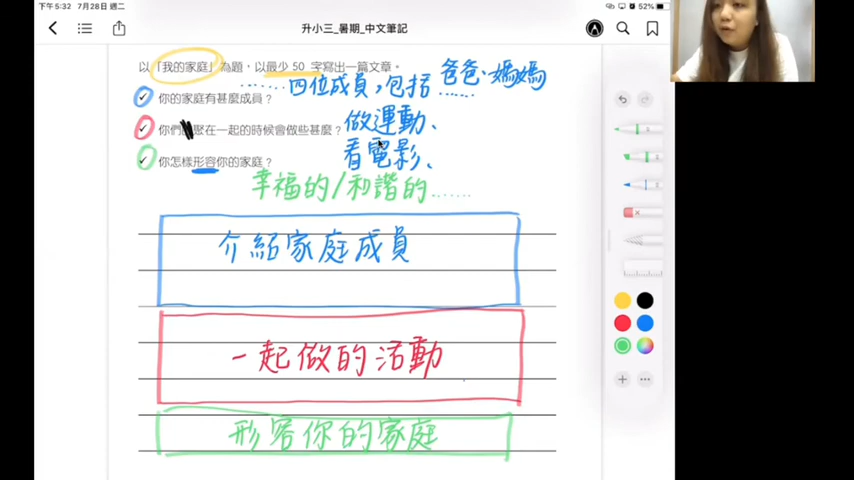 下午5:32 7月28日週二
52%
升小三_暑期_中文筆記
以「我的家庭」為題，以最少 50 字寫出一篇文章。
......四位成員，包括爸爸、媽媽......
你的家庭有甚麼成員？
你們聚在一起的時候會做些甚麼？ 做運動、
看電影、
你怎樣形容你的家庭？
幸福的/和諧的......
介紹家庭成員
一起做的活動
形容你的家庭